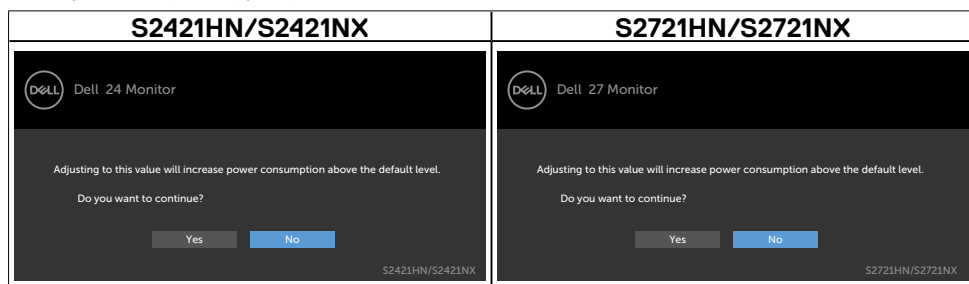 S2421HN/S2421NX
S2721HN/S2721NX
DELL Dell 24 Monitor
Adjusting to this value will increase power consumption above the default level.
Do you want to continue?
Yes No
S2421HN/S2421NX
DELL Dell 27 Monitor
Adjusting to this value will increase power consumption above the default level.
Do you want to continue?
Yes No
S2721HN/S2721NX